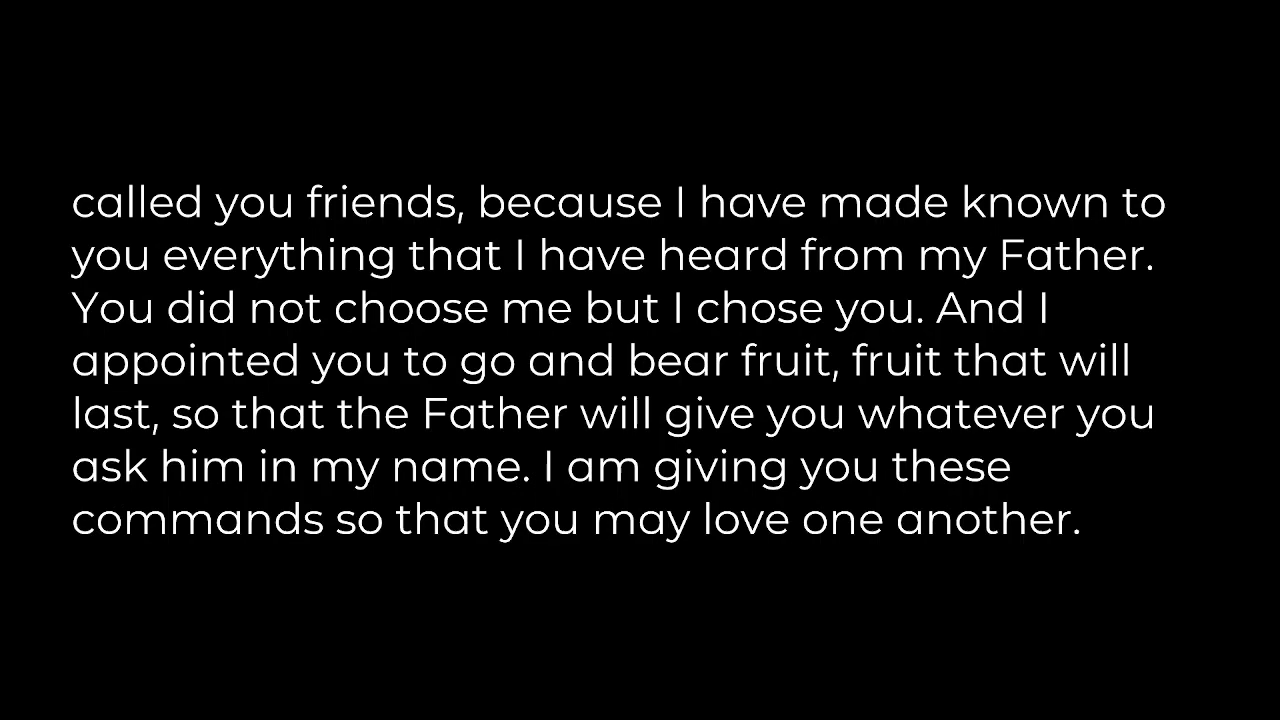 called you friends, because I have made known to
you everything that I have heard from my Father.
You did not choose me but I chose you. And I
appointed you to go and bear fruit, fruit that will
last, so that the Father will give you whatever you
ask him in my name. I am giving you these
commands so that you may love one another.